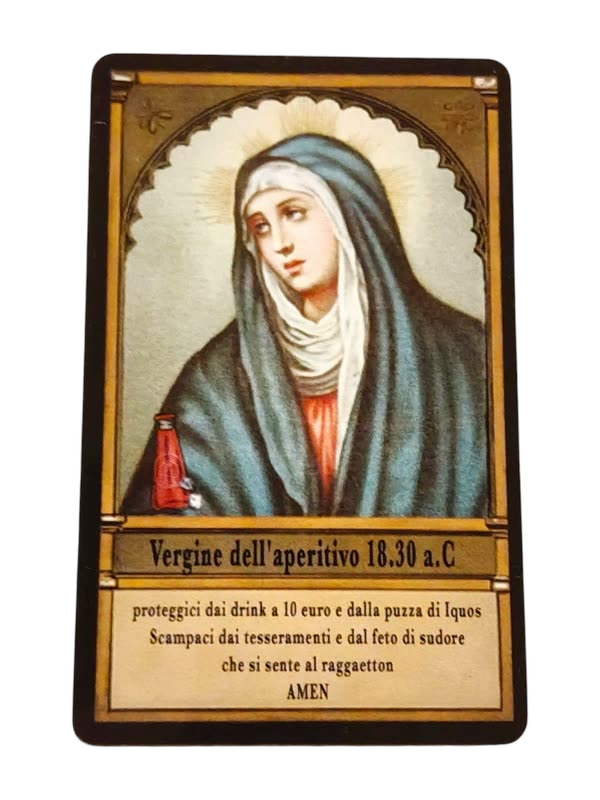 Vergine dell'aperitivo 18.30 a.C
proteggici dai drink a 10 euro e dalla puzza di Iquos
Scampaci dai tesseramenti e dal feto di sudore
che si sente al raggaetton
AMEN